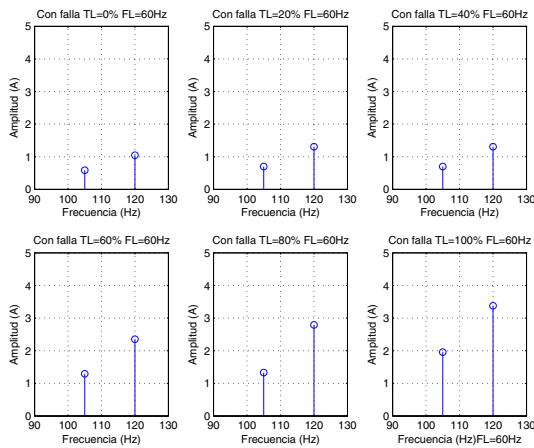 Con falla TL=0% FL=60Hz
5
4
3
2
1
0
90 100 110 120 130
Amplitud (A)
Frecuencia (Hz)
Con falla TL=20% FL=60Hz
5
4
3
2
1
0
90 100 110 120 130
Amplitud (A)
Frecuencia (Hz)
Con falla TL=40% FL=60Hz
5
4
3
2
1
0
90 100 110 120 130
Amplitud (A)
Frecuencia (Hz)
Con falla TL=60% FL=60Hz
5
4
3
2
1
0
90 100 110 120 130
Amplitud (A)
Frecuencia (Hz)
Con falla TL=80% FL=60Hz
5
4
3
2
1
0
90 100 110 120 130
Amplitud (A)
Frecuencia (Hz)
Con falla TL=100% FL=60Hz
5
4
3
2
1
0
90 100 110 120 130
Amplitud (A)
Frecuencia (Hz)FL=60Hz